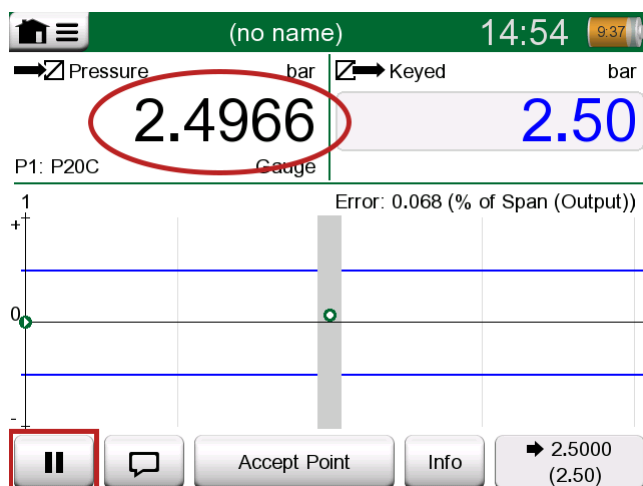 (no name)
14:54
9:37
Pressure bar
Keyed bar
2.4966
2.50
P1: P20C Gauge
1
Error: 0.068 (% of Span (Output))
+
0
-
Accept Point
Info
2.5000
(2.50)